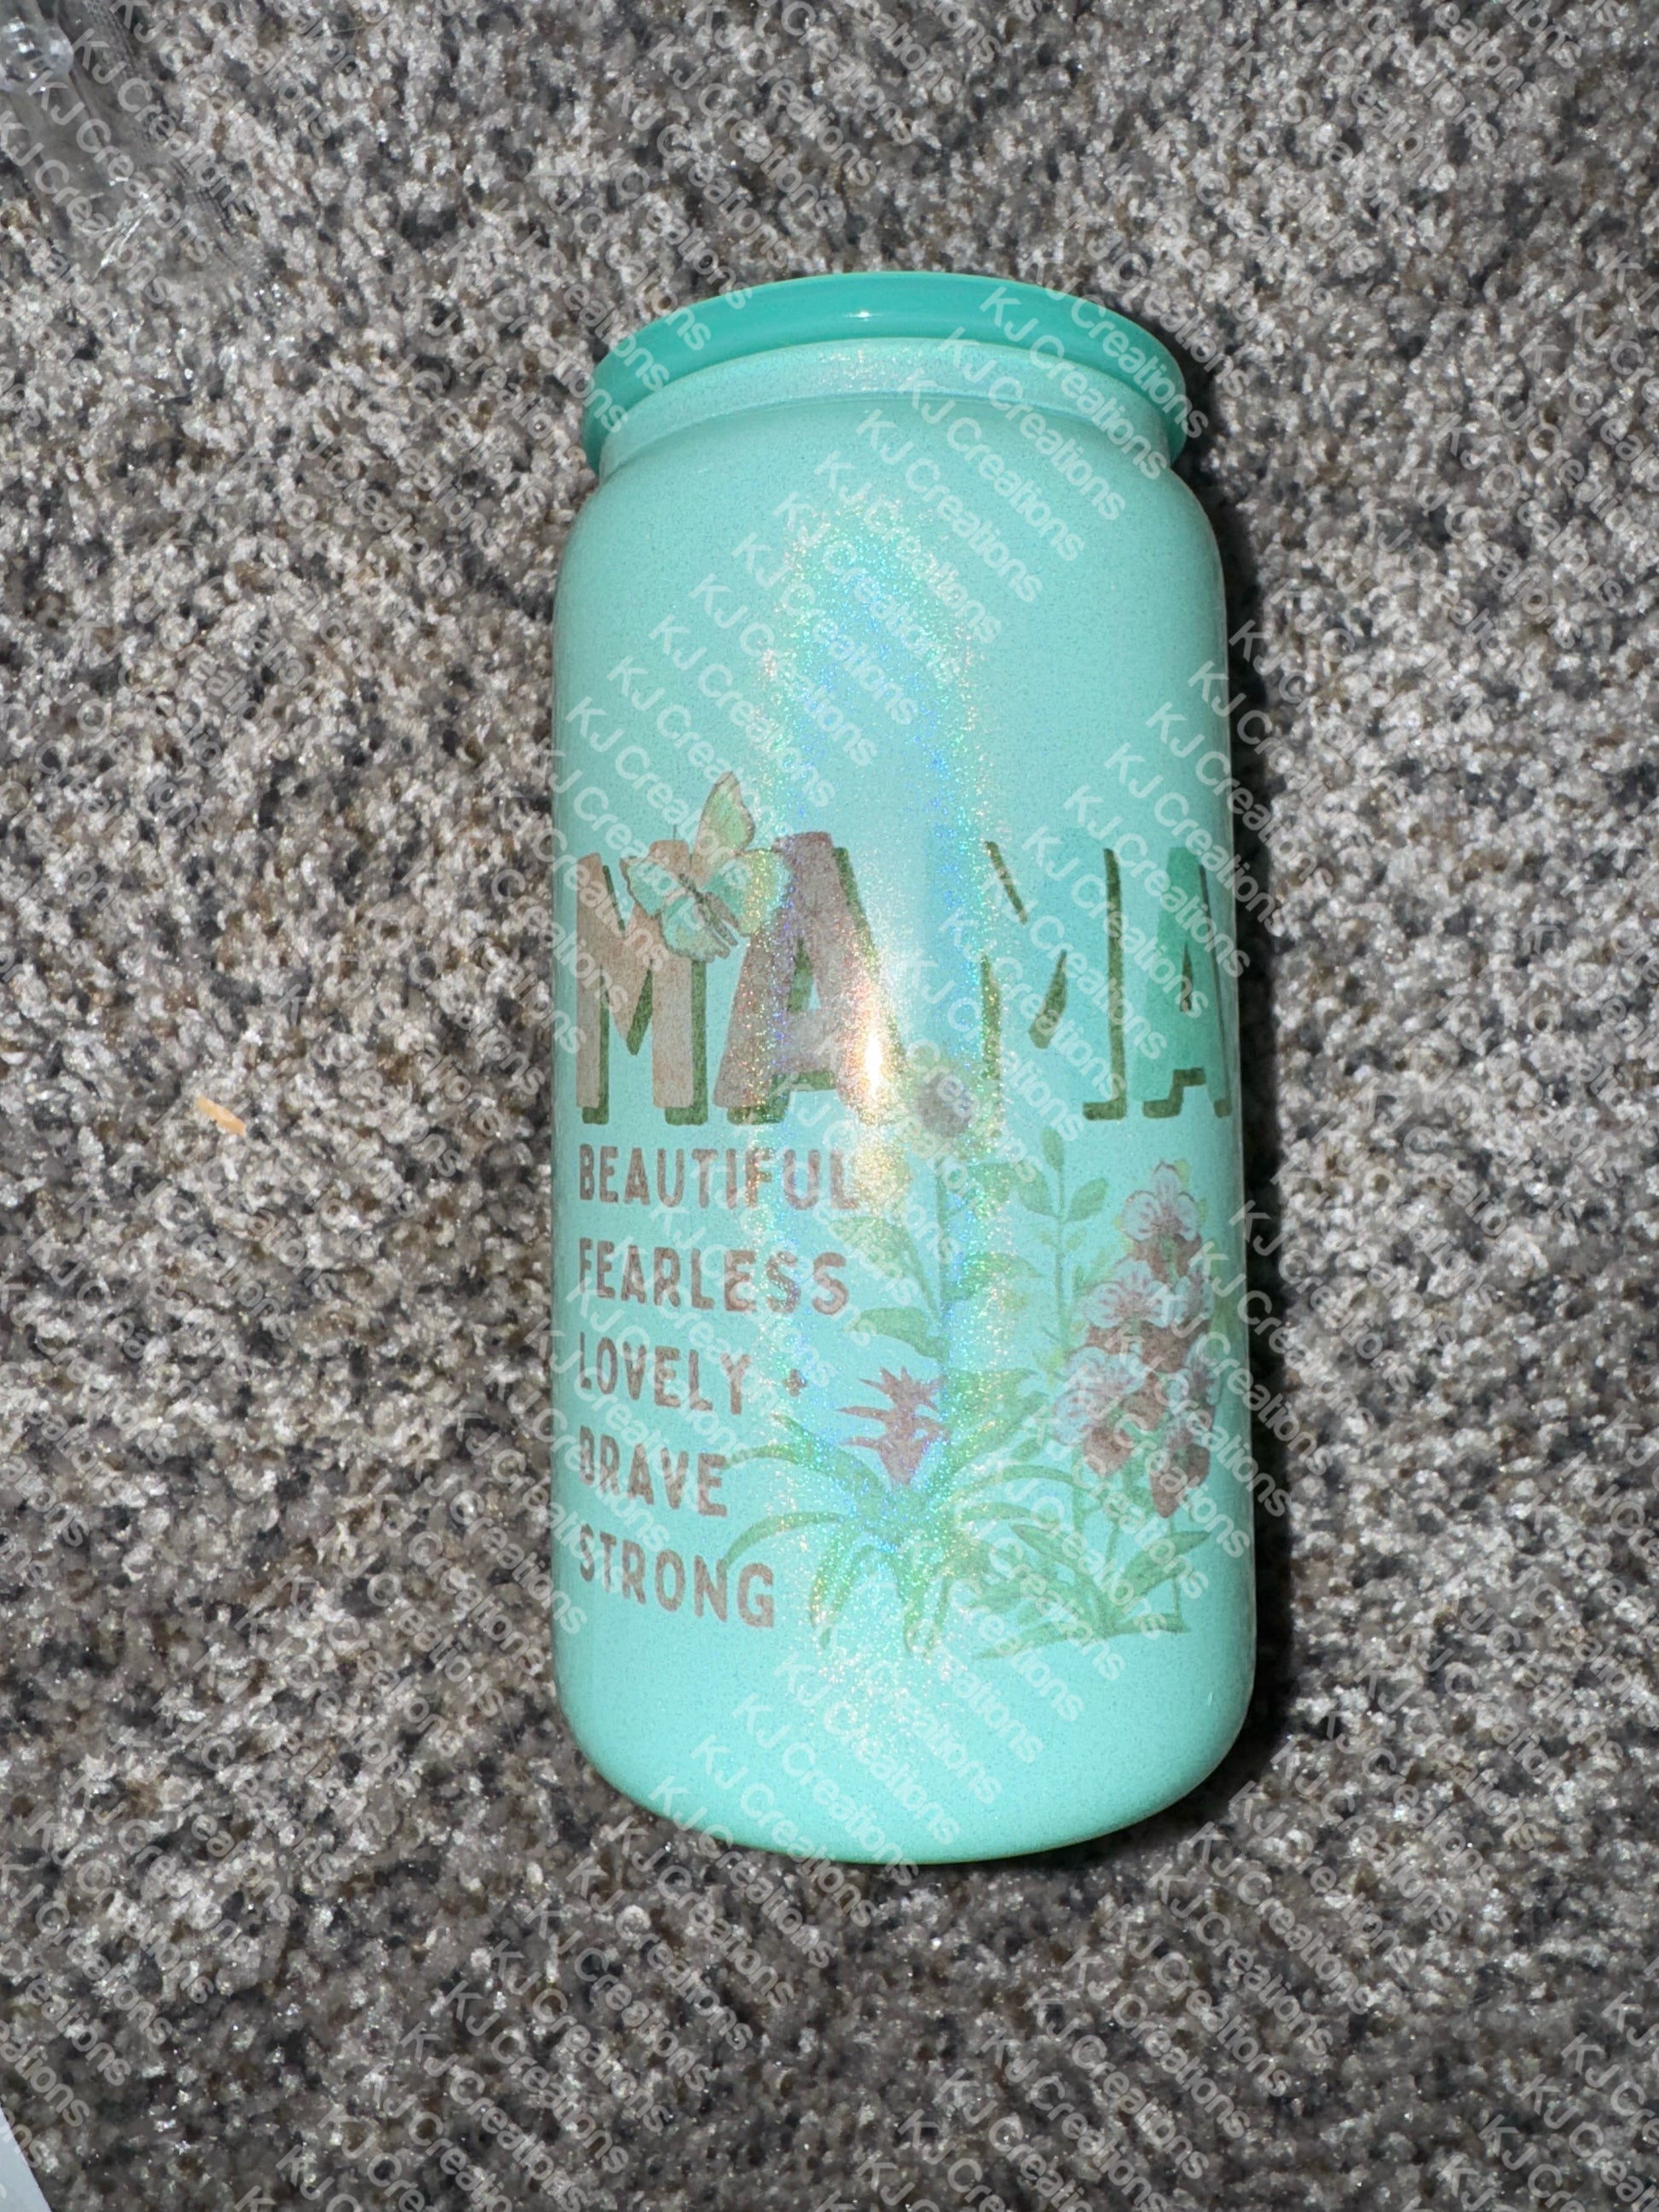 MAMA
BEAUTIFUL
FEARLESS
LOVELY
BRAVE
STRONG
KJ Creations